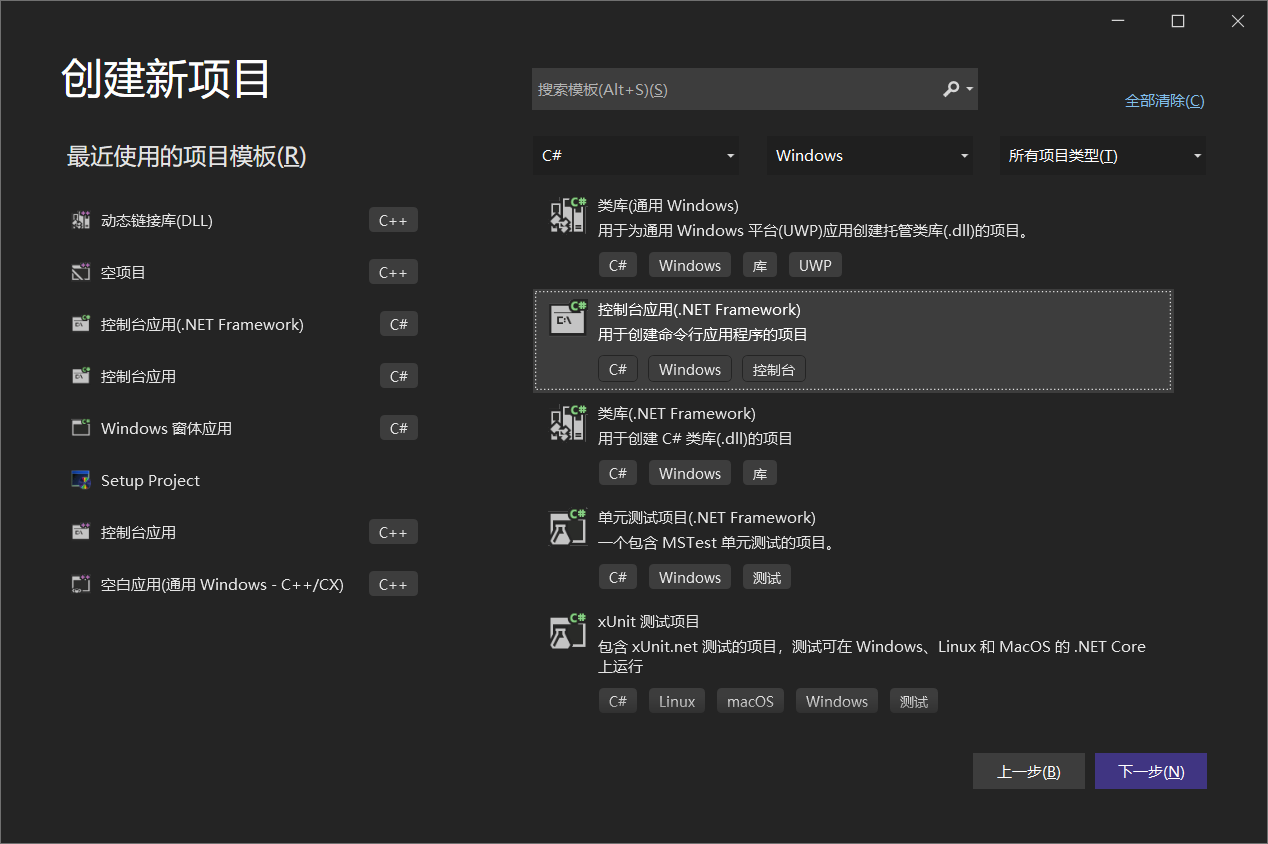 创建新项目
最近使用的项目模板(R)
动态链接库(DLL)
C++
空项目
C++
控制台应用(.NET Framework)
C#
控制台应用
C#
Windows 窗体应用
C#
Setup Project
控制台应用
C++
空白应用(通用 Windows - C++/CX)
C++
搜索模板(Alt+S)(S)
全部清除(C)
C#
Windows
所有项目类型(T)
类库(通用 Windows)
用于为通用 Windows 平台(UWP)应用创建托管类库(.dll)的项目。
C# Windows 库 UWP
控制台应用(.NET Framework)
用于创建命令行应用程序的项目
C# Windows 控制台
类库(.NET Framework)
用于创建 C# 类库(.dll)的项目
C# Windows 库
单元测试项目(.NET Framework)
一个包含 MSTest 单元测试的项目。
C# Windows 测试
xUnit 测试项目
包含 xUnit.net 测试的项目，测试可在 Windows、Linux 和 MacOS 的 .NET Core
上运行
C# Linux macOS Windows 测试
上一步(B)
下一步(N)